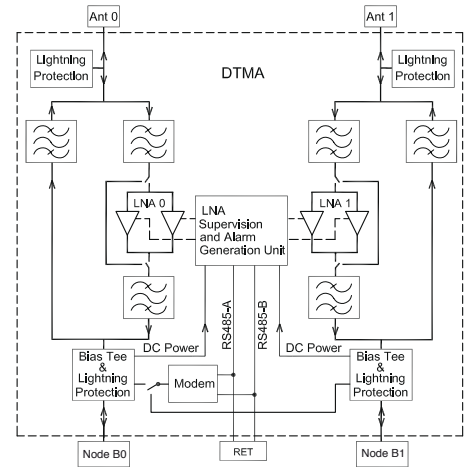 Ant 0
Ant 1
Lightning
Protection
DTMA
Lightning
Protection
LNA 0
LNA 1
LNA
Supervision
and Alarm
Generation Unit
RS485-A
RS485-B
DC Power
DC Power
Bias Tee
&
Lightning
Protection
Modem
Bias Tee
&
Lightning
Protection
Node B0
RET
Node B1